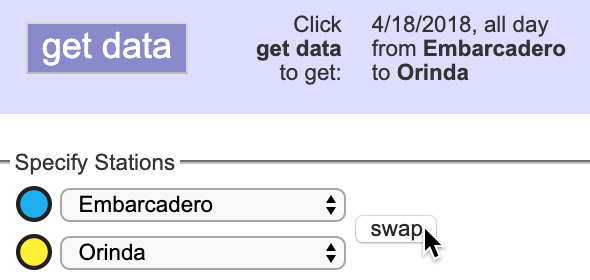 get data
Click
get data
to get:
4/18/2018, all day
from Embarcadero
to Orinda
Specify Stations
Embarcadero
Orinda
swap